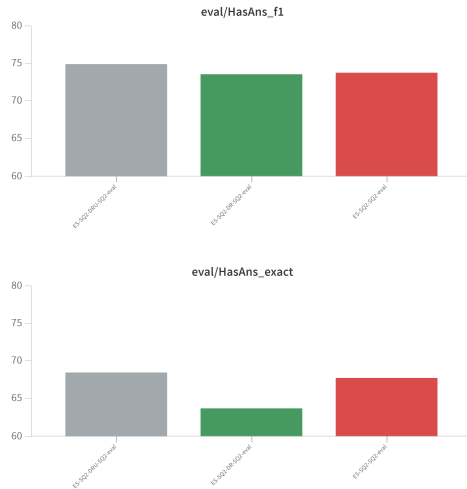 eval/HasAns_f1
80
75
70
65
60
ES-SQ2-DRU-SQ2-eval
ES-SQ2-DR-SQ2-eval
ES-SQ2-SQ2-eval
eval/HasAns_exact
80
75
70
65
60
ES-SQ2-DRU-SQ2-eval
ES-SQ2-DR-SQ2-eval
ES-SQ2-SQ2-eval